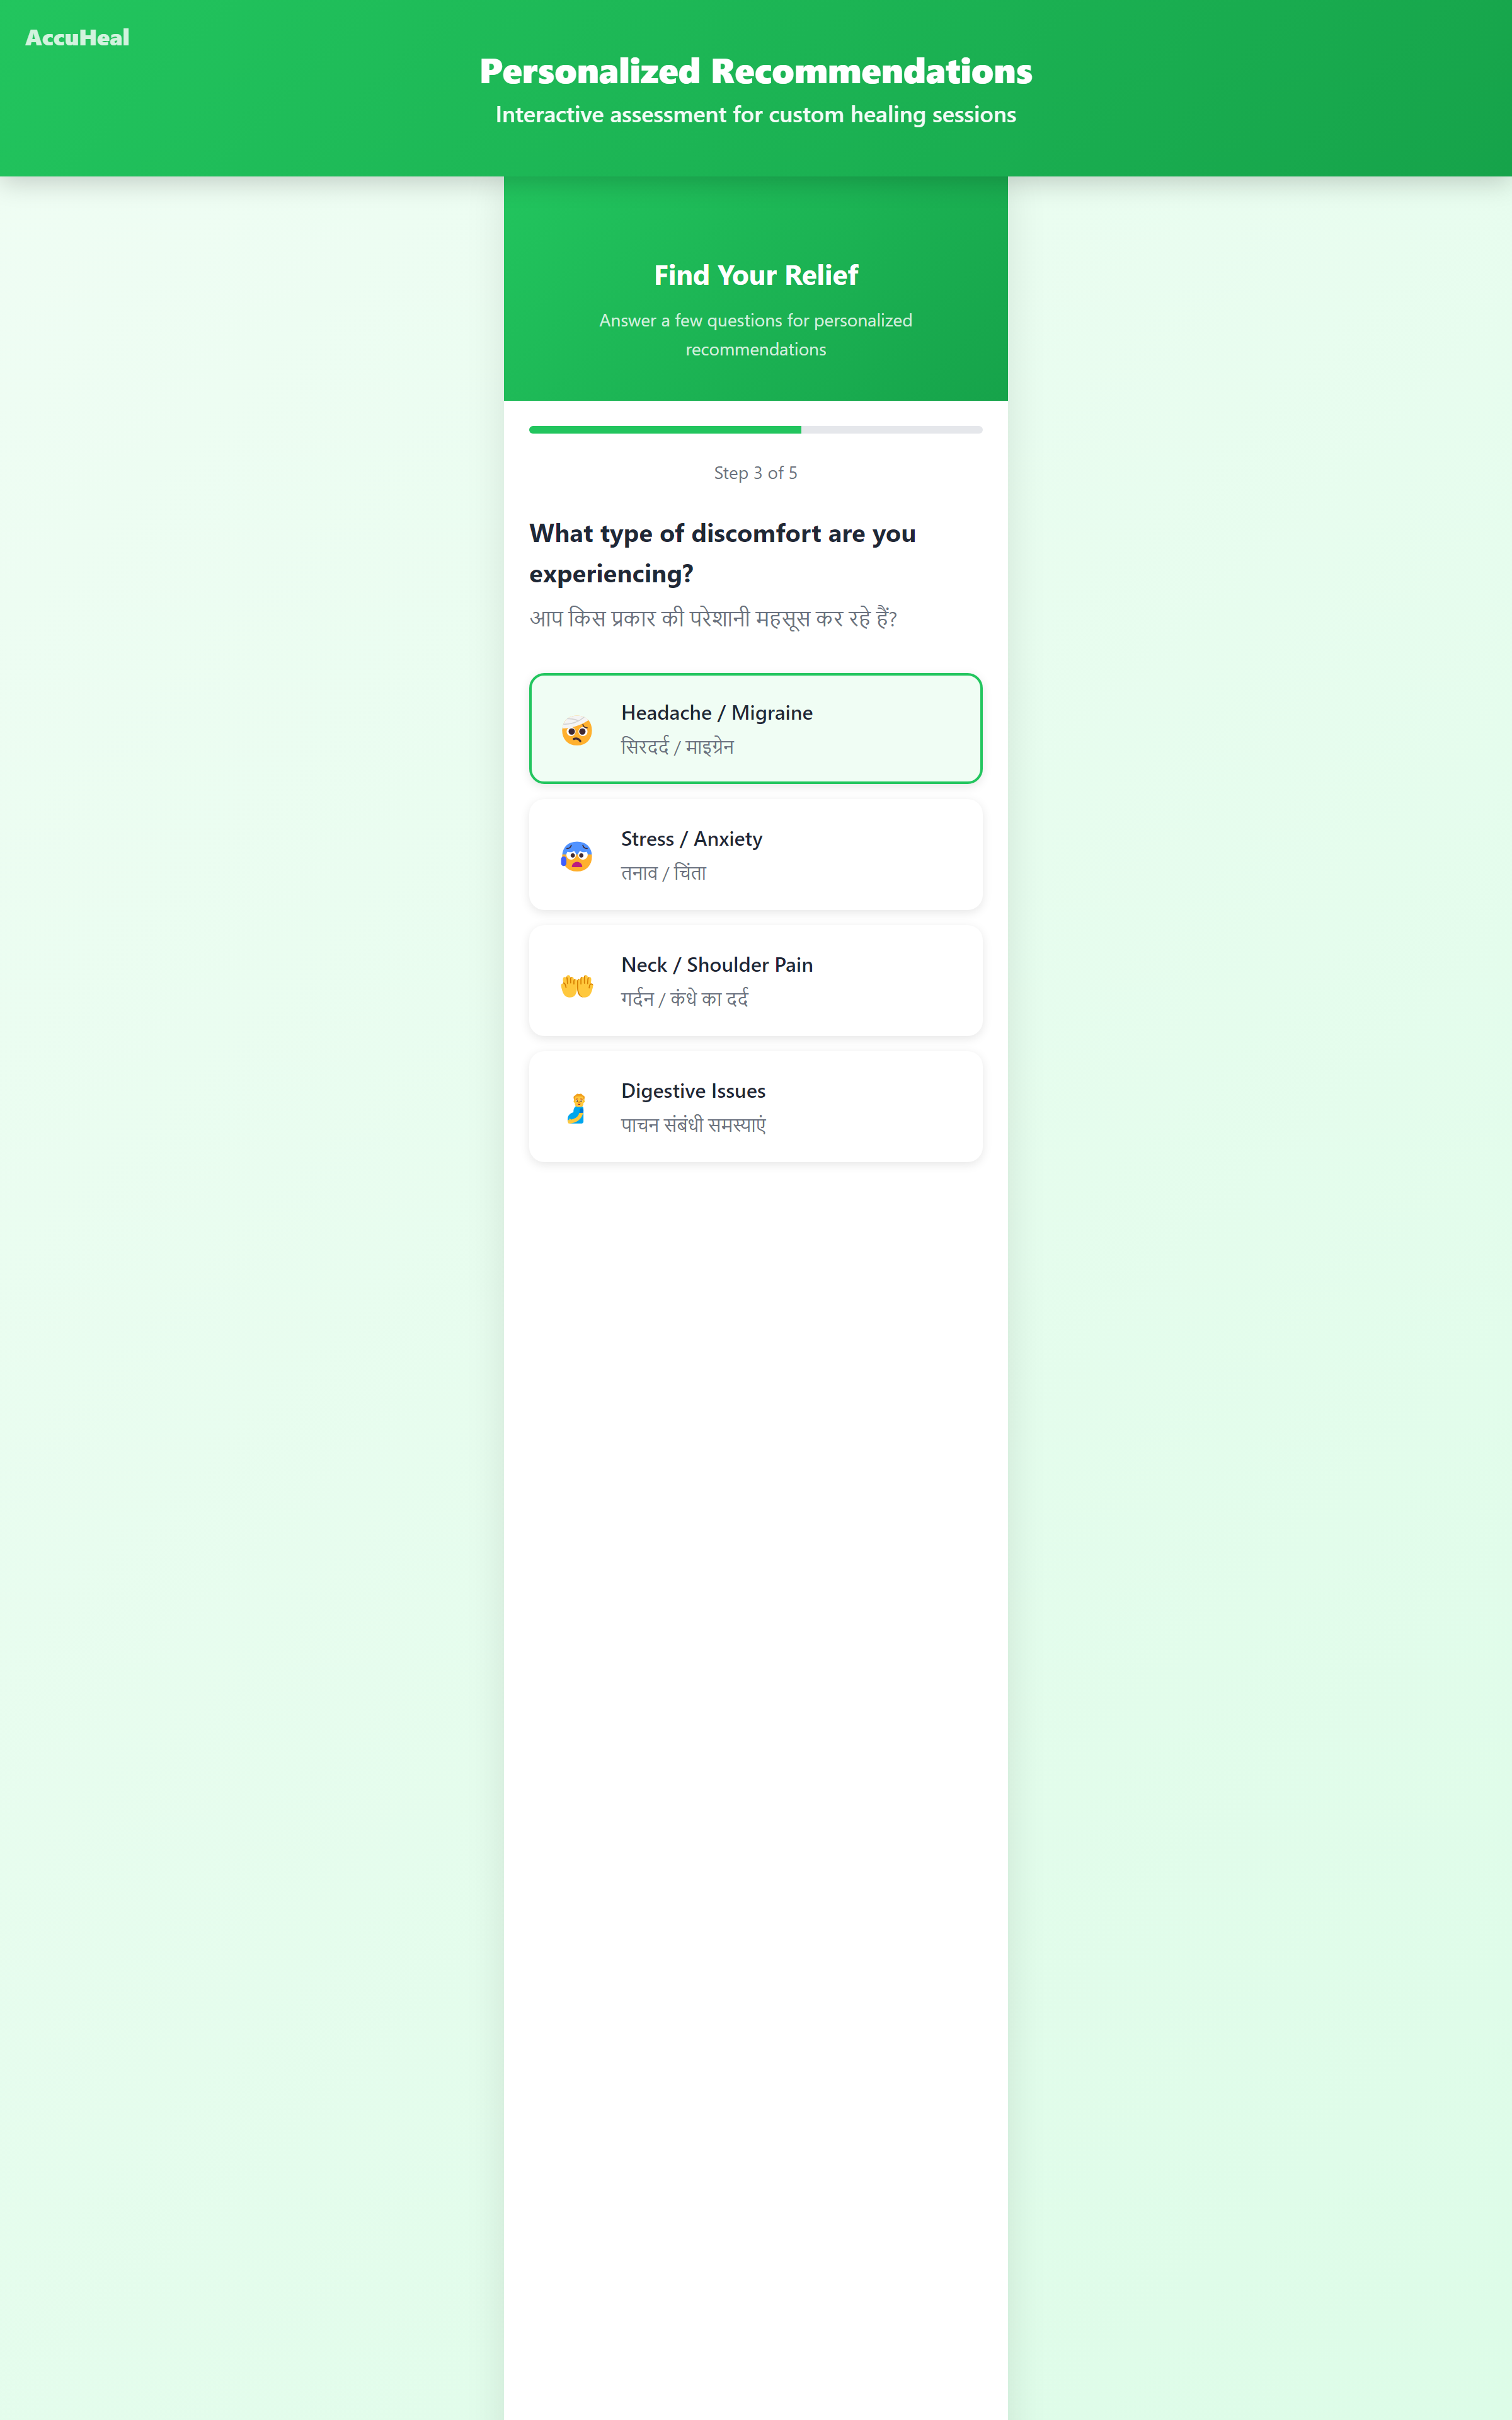 AccuHeal
Personalized Recommendations
Interactive assessment for custom healing sessions
Find Your Relief
Answer a few questions for personalized
recommendations
Step 3 of 5
What type of discomfort are you
experiencing?
आप किस प्रकार की परेशानी महसूस कर रहे हैं?
Headache / Migraine
सिरदर्द / माइग्रेन
Stress / Anxiety
तनाव / चिंता
Neck / Shoulder Pain
गर्दन / कंधे का दर्द
Digestive Issues
पाचन संबंधी समस्याएं